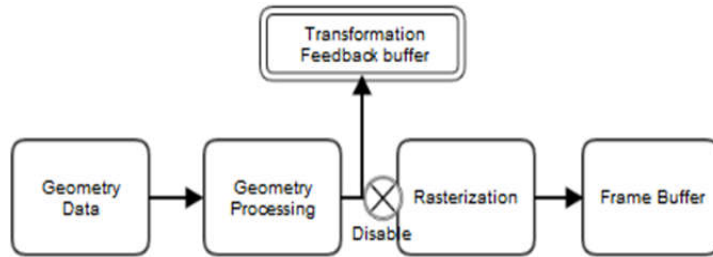 Transformation
Feedback buffer
Geometry
Data
Geometry
Processing
Disable
Rasterization
Frame Buffer